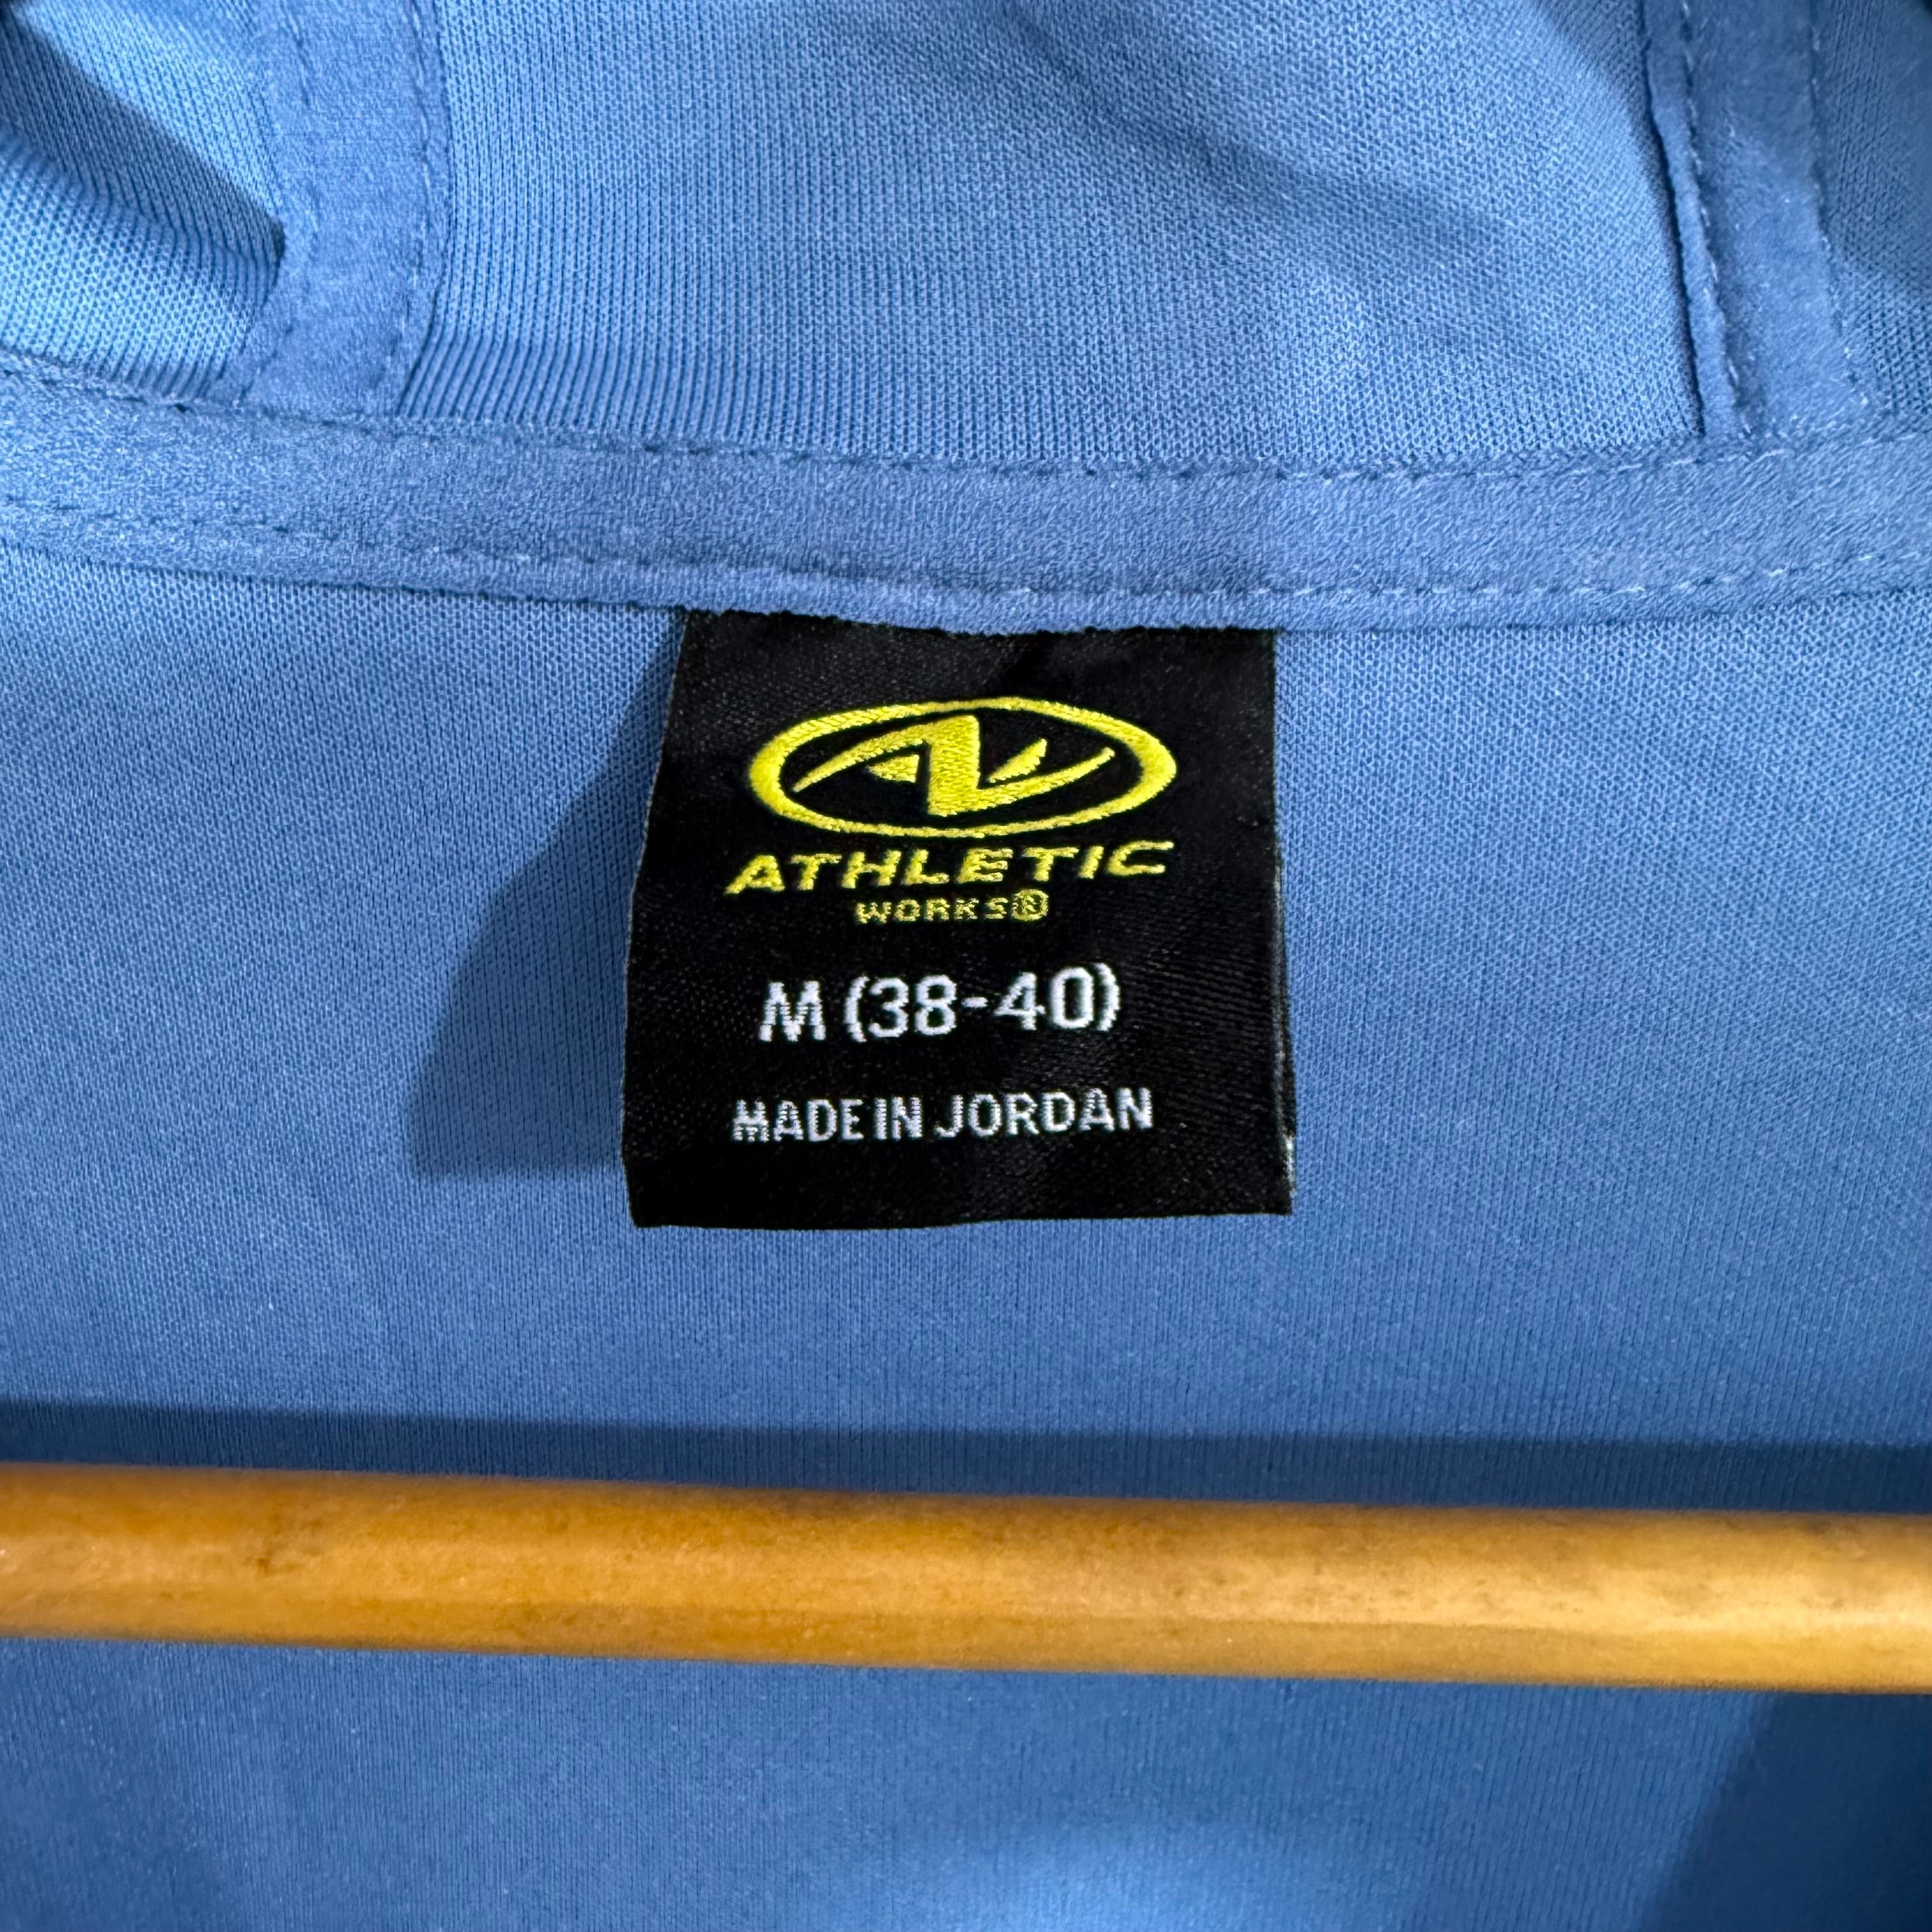 ATHLETIC
WORKS®
M (38-40)
MADE IN JORDAN